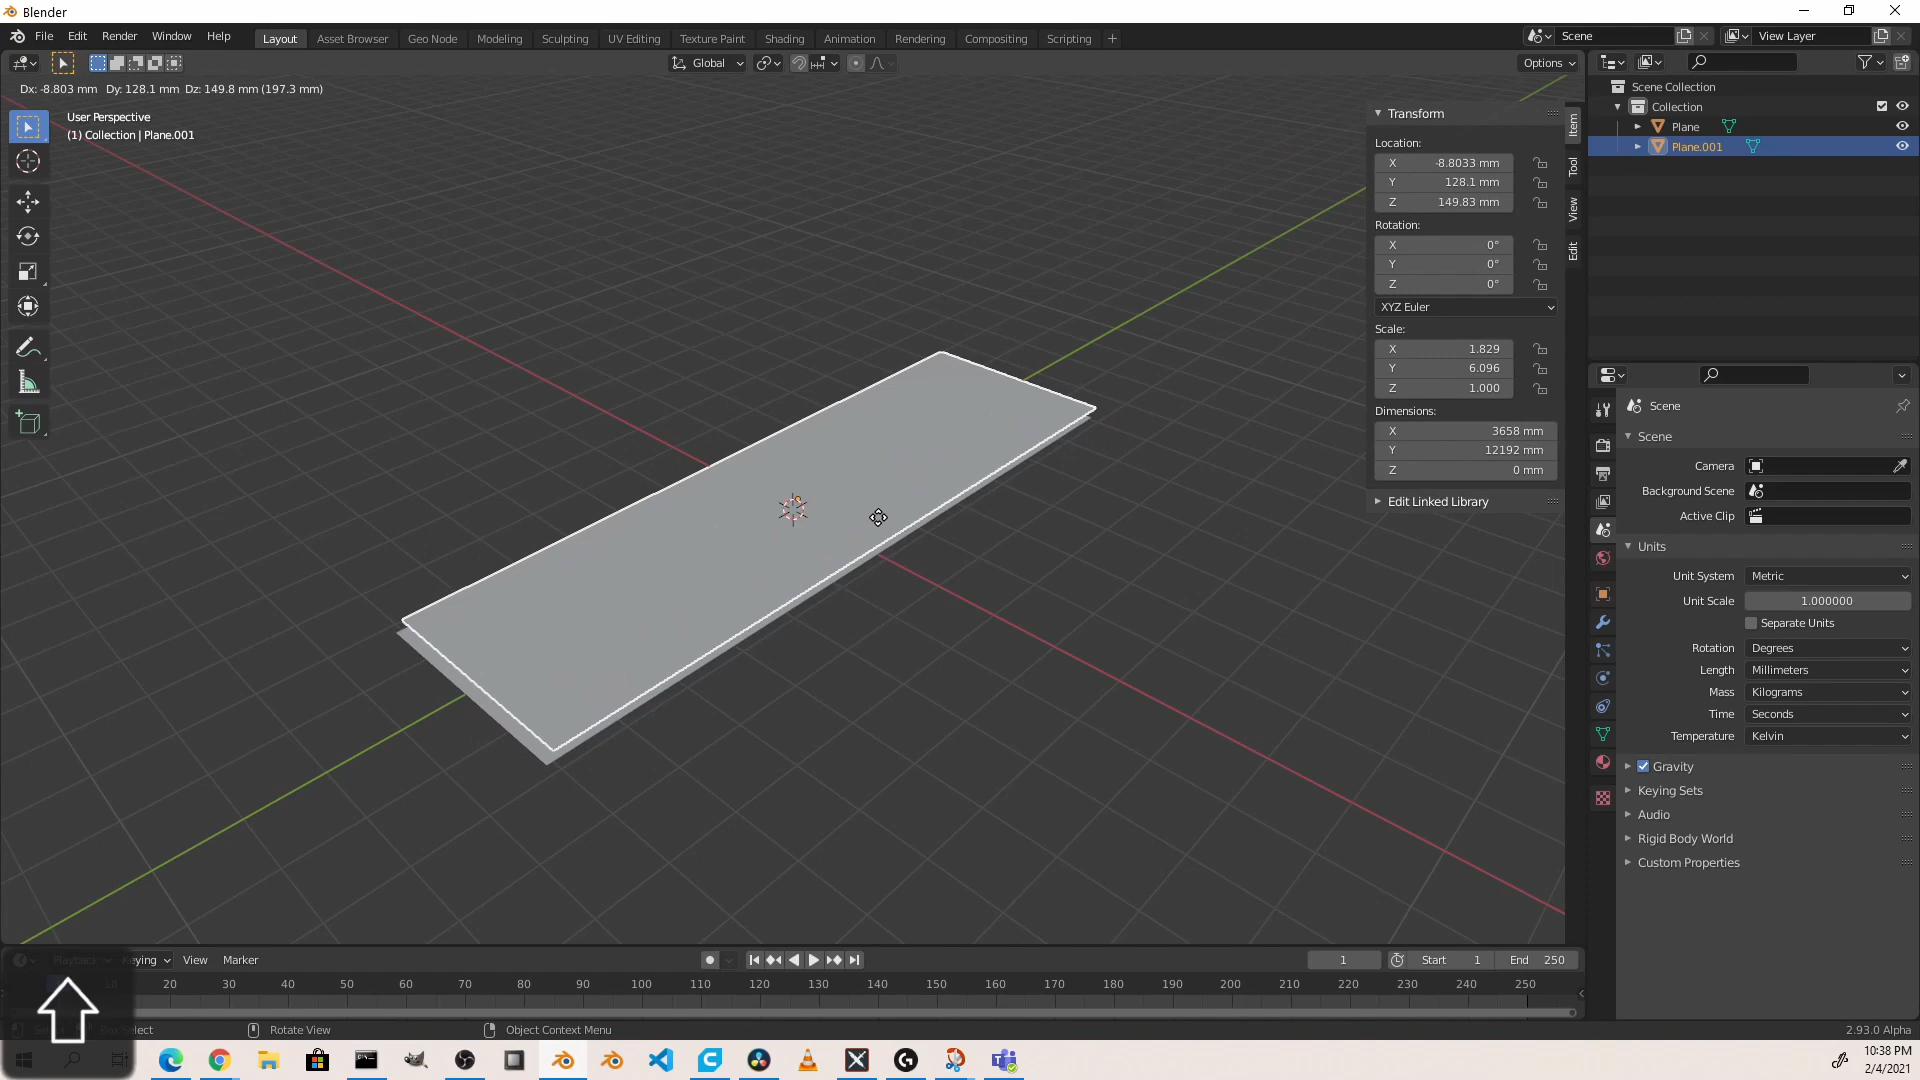 Blender
File Edit Render Window Help
Layout Asset Browser Geo Node Modeling Sculpting UV Editing Texture Paint Shading Animation Rendering Compositing Scripting +
Scene
View Layer
Global
Options
Dx: -8.803 mm Dy: 128.1 mm Dz: 149.8 mm (197.3 mm)
User Perspective
(1) Collection | Plane.001
Transform
Location:
X -8.8033 mm
Y 128.1 mm
Z 149.83 mm
Rotation:
X 0°
Y 0°
Z 0°
XYZ Euler
Scale:
X 1.829
Y 6.096
Z 1.000
Dimensions:
X 3658 mm
Y 12192 mm
Z 0 mm
Edit Linked Library
Item
Tool
View
Edit
Scene Collection
Collection
Plane
Plane.001
Scene
Scene
Camera
Background Scene
Active Clip
Units
Unit System Metric
Unit Scale 1.000000
Separate Units
Rotation Degrees
Length Millimeters
Mass Kilograms
Time Seconds
Temperature Kelvin
Gravity
Keying Sets
Audio
Rigid Body World
Custom Properties
Playback Keying View Marker
1 Start 1 End 250
10 20 30 40 50 60 70 80 90 100 110 120 130 140 150 160 170 180 190 200 210 220 230 240 250
Box Select Rotate View Object Context Menu
2.93.0 Alpha
10:38 PM
2/4/2021